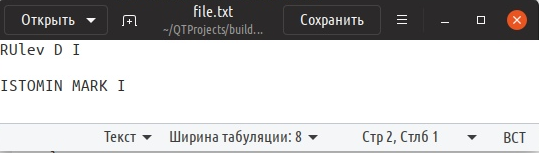 Открыть
file.txt
~/QTProjects/build...
Сохранить
RUlev D I
ISTOMIN MARK I
Текст
Ширина табуляции: 8
Стр 2, Стлб 1
ВСТ